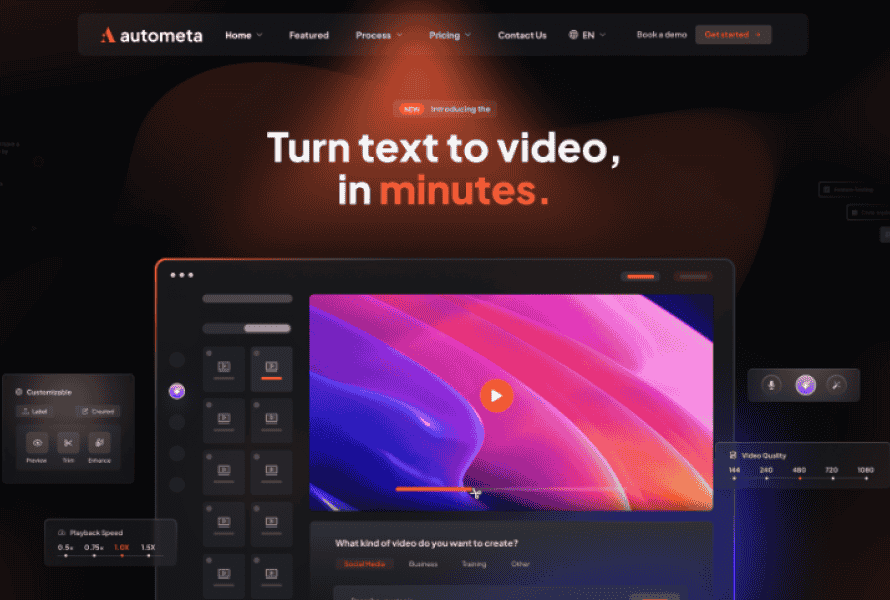 autometa
Home Featured Process Pricing Contact Us EN Book a demo Get started →
NEW Introducing the
Turn text to video,
in minutes.
Customizable
Label Created
Preview Trim Enhance
Playback Speed
0.5x 0.75x 1.0X 1.5X
Video Quality
144 240 480 720 1080
What kind of video do you want to create?
Social Media Business Training Other